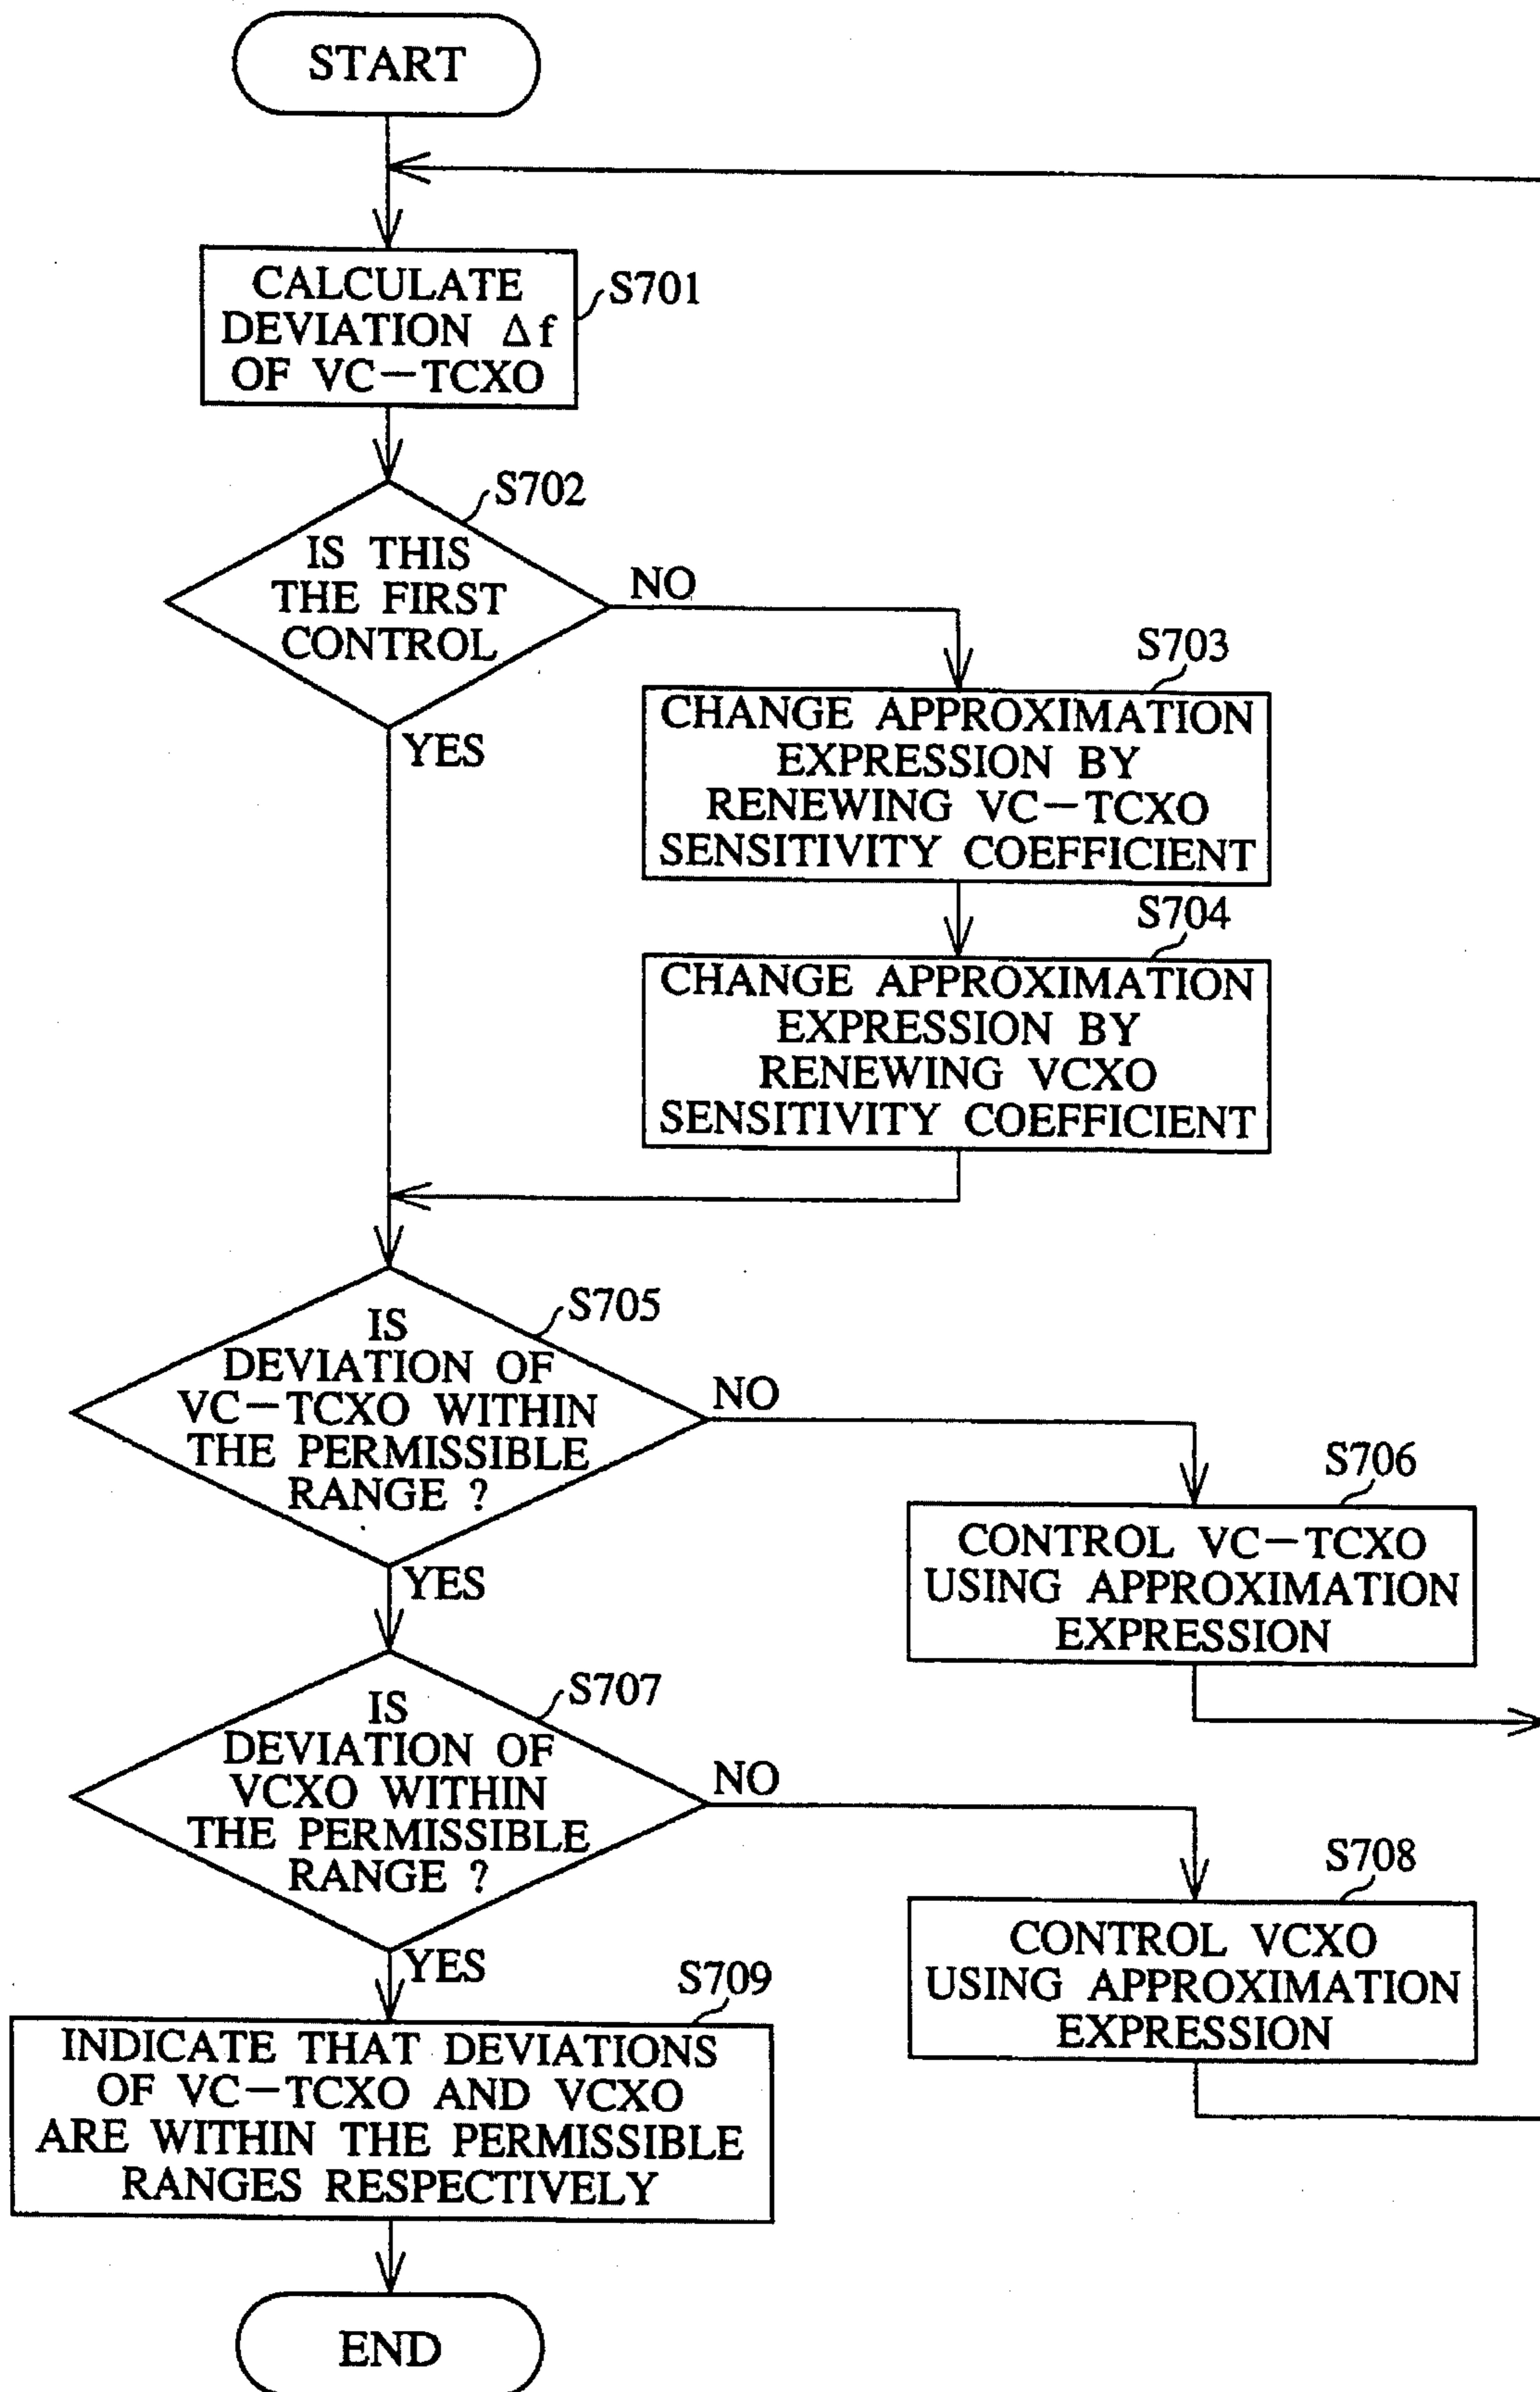 START
CALCULATE
DEVIATION Δf
OF VC-TCXO
S701
S702
IS THIS
THE FIRST
CONTROL
NO
YES
S703
CHANGE APPROXIMATION
EXPRESSION BY
RENEWING VC-TCXO
SENSITIVITY COEFFICIENT
S704
CHANGE APPROXIMATION
EXPRESSION BY
RENEWING VCXO
SENSITIVITY COEFFICIENT
S705
IS
DEVIATION OF
VC-TCXO WITHIN
THE PERMISSIBLE
RANGE ?
NO
YES
S706
CONTROL VC-TCXO
USING APPROXIMATION
EXPRESSION
S707
IS
DEVIATION OF
VCXO WITHIN
THE PERMISSIBLE
RANGE ?
NO
YES
S708
CONTROL VCXO
USING APPROXIMATION
EXPRESSION
S709
INDICATE THAT DEVIATIONS
OF VC-TCXO AND VCXO
ARE WITHIN THE PERMISSIBLE
RANGES RESPECTIVELY
END